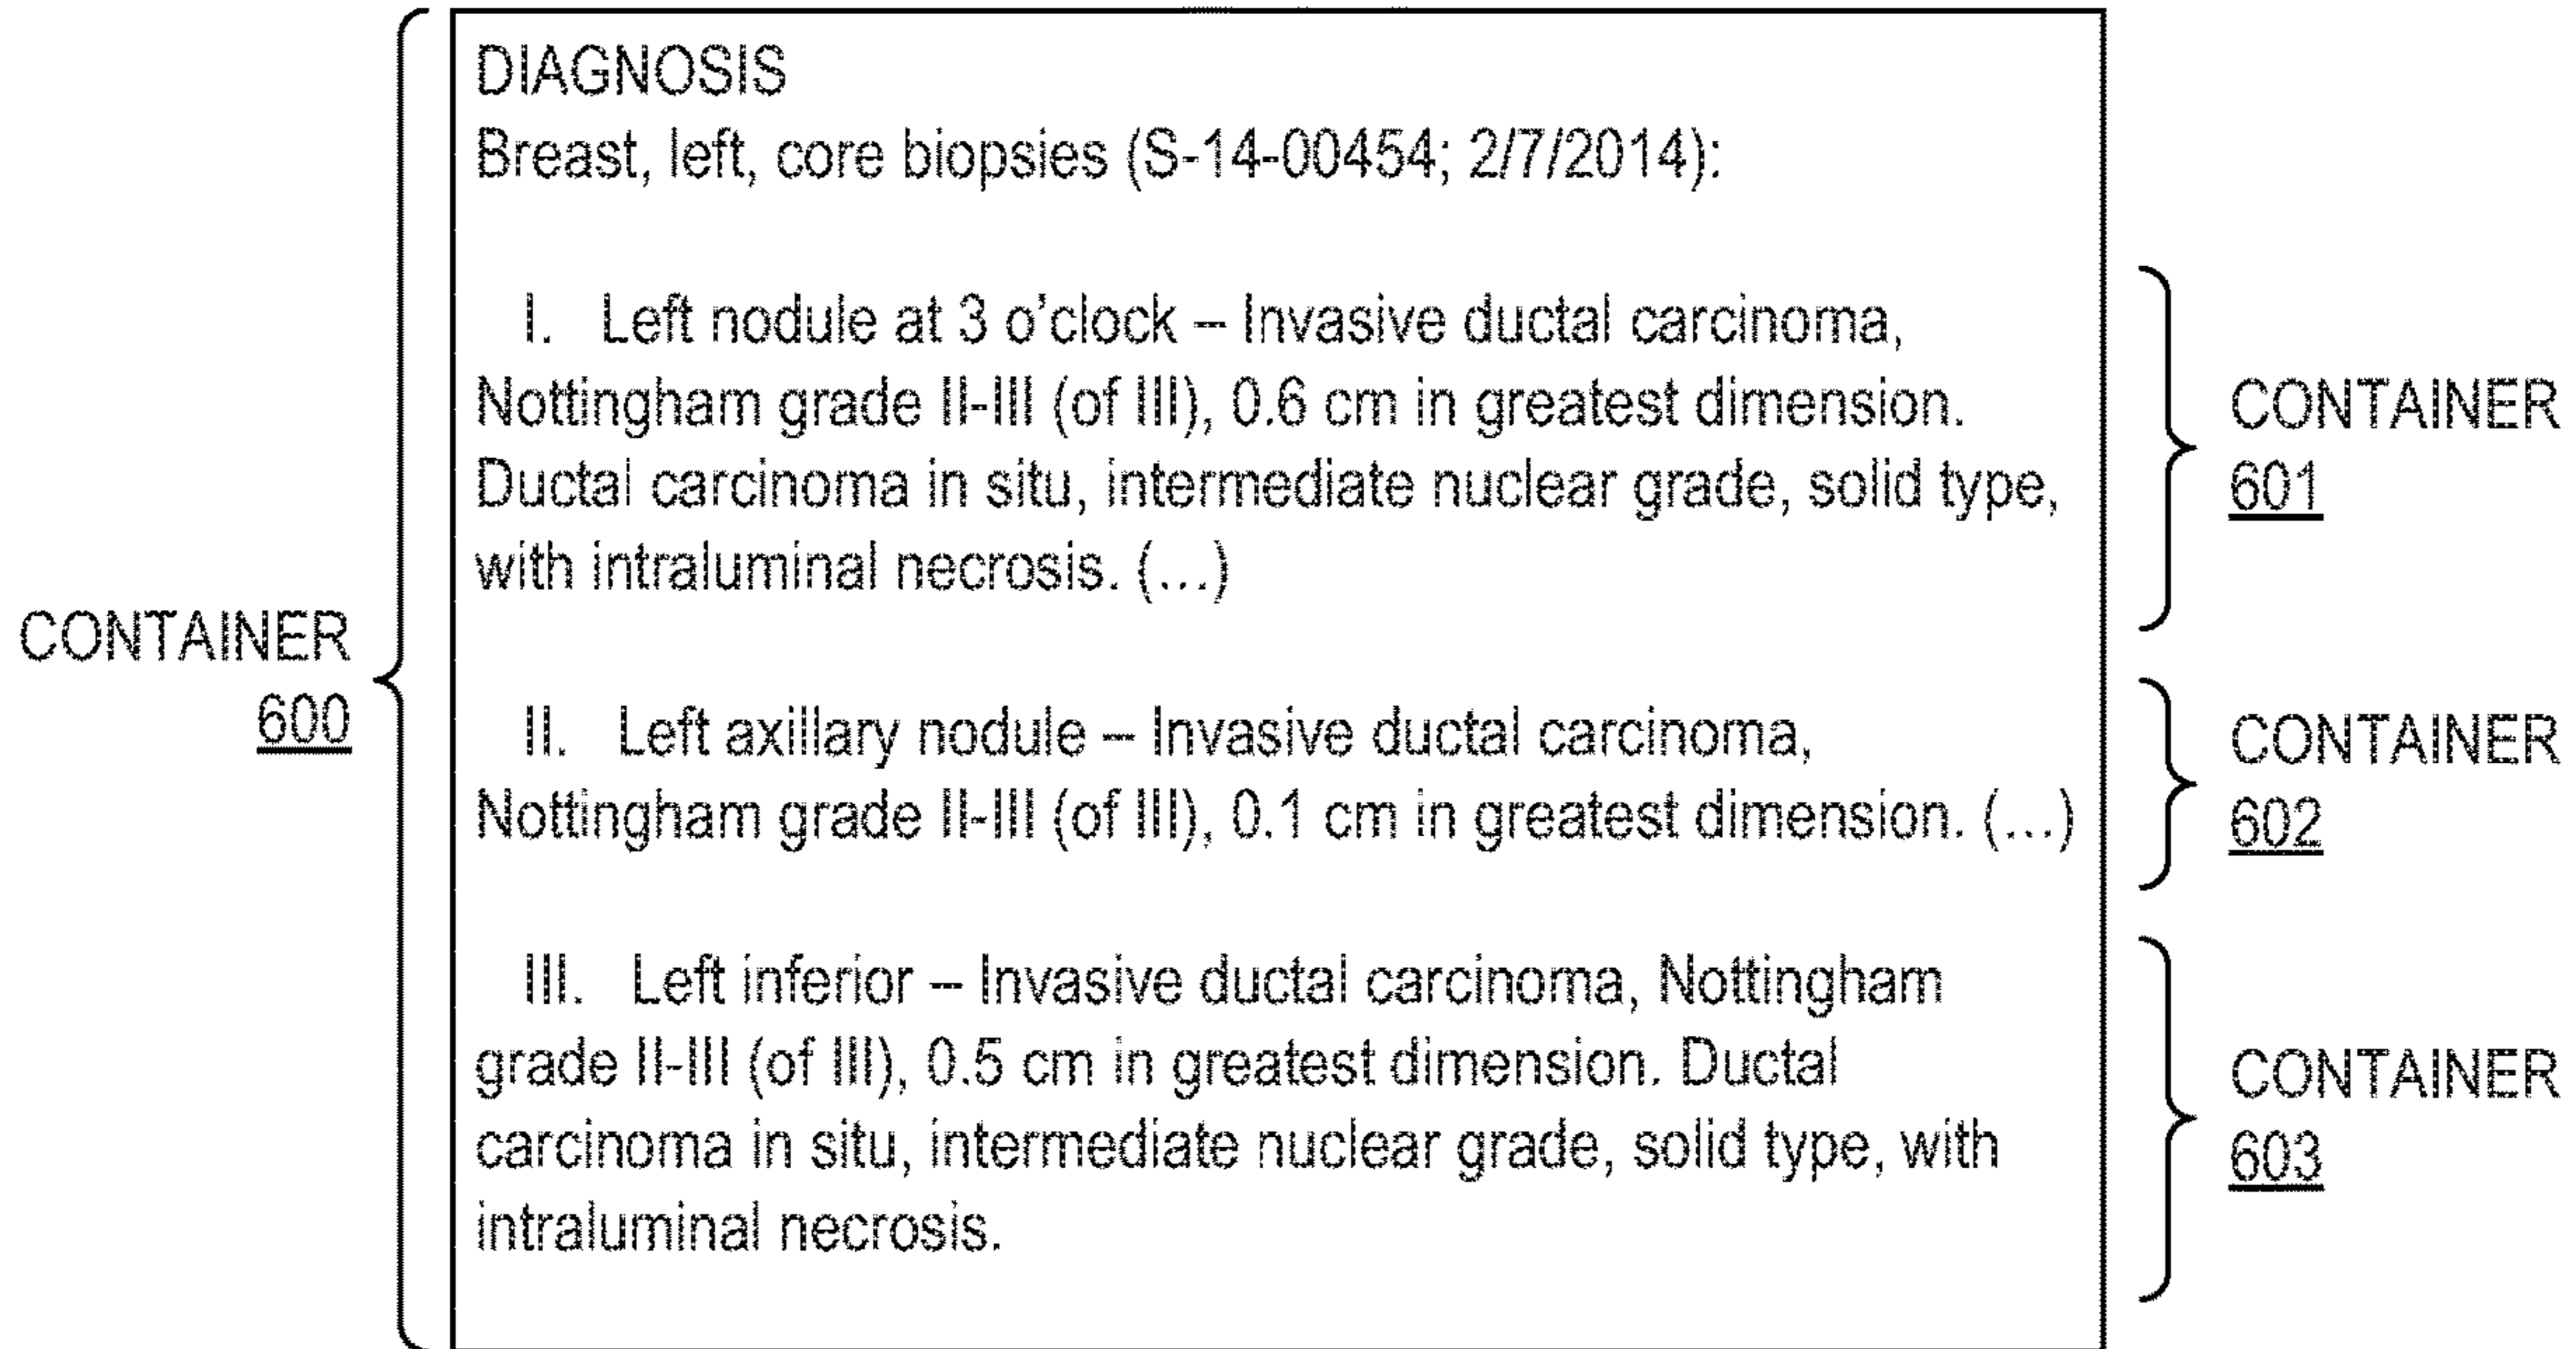 DIAGNOSIS
Breast, left, core biopsies (S-14-00454; 2/7/2014):
I. Left nodule at 3 o'clock – Invasive ductal carcinoma,
Nottingham grade II-III (of III), 0.6 cm in greatest dimension.
Ductal carcinoma in situ, intermediate nuclear grade, solid type,
with intraluminal necrosis. (...)
II. Left axillary nodule – Invasive ductal carcinoma,
Nottingham grade II-III (of III), 0.1 cm in greatest dimension. (...)
III. Left inferior – Invasive ductal carcinoma, Nottingham
grade II-III (of III), 0.5 cm in greatest dimension. Ductal
carcinoma in situ, intermediate nuclear grade, solid type, with
intraluminal necrosis.
CONTAINER
600
CONTAINER
601
CONTAINER
602
CONTAINER
603